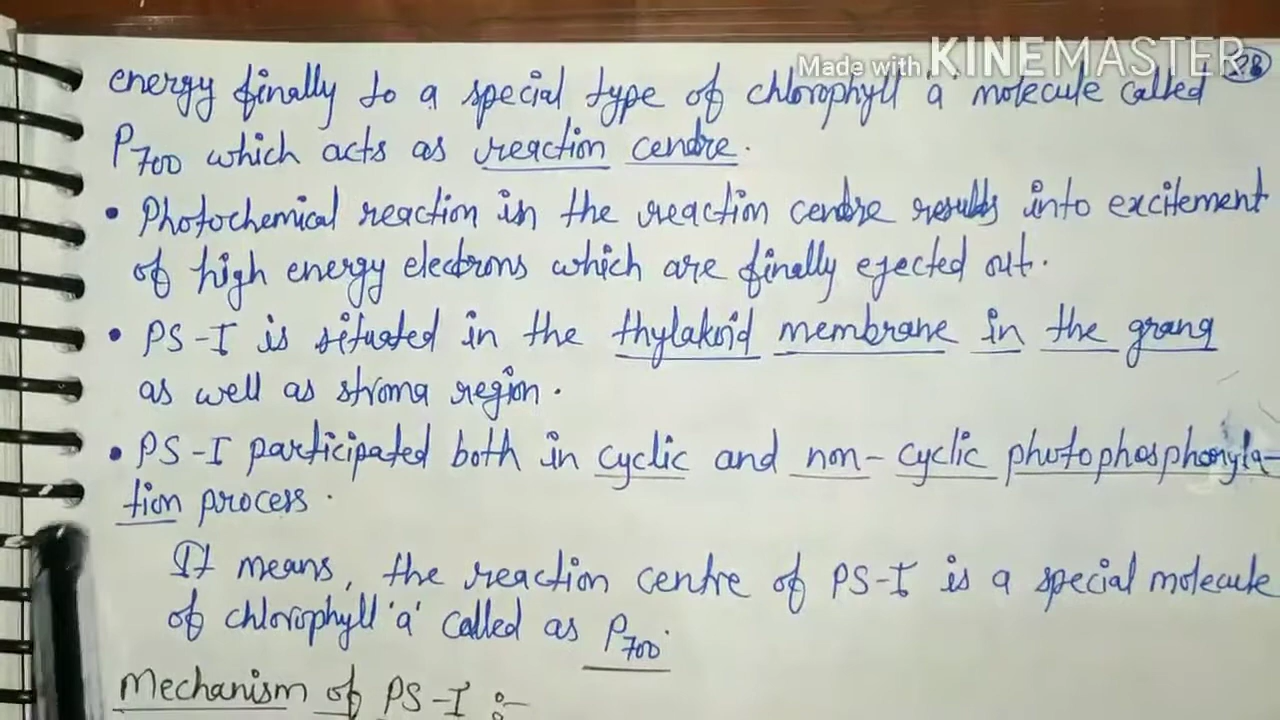 Made with KINEMASTER
energy finally to a special type of chlorophyll 'a' molecule called
P700 which acts as reaction centre.
• Photochemical reaction in the reaction centre results into excitement
of high energy electrons which are finally ejected out.
• PS-I is situated in the thylakoid membrane in the grana
as well as stroma region.
• PS-I participated both in cyclic and non-cyclic photophosphoryla-
tion process.
It means, the reaction centre of PS-I is a special molecule
of chlorophyll 'a' called as P700.
Mechanism of PS-I :-